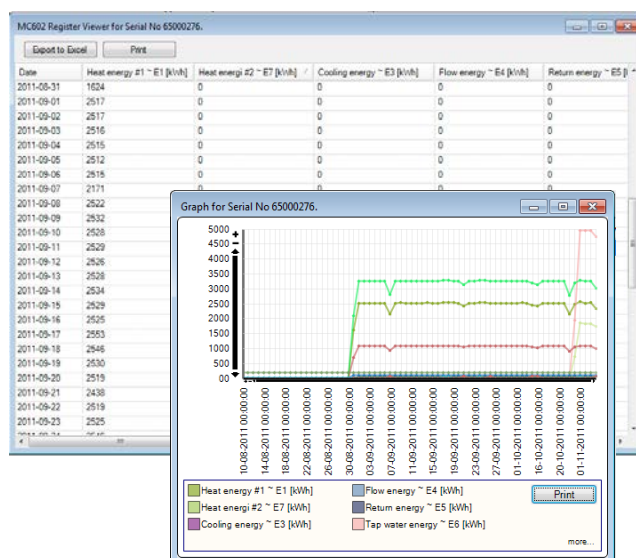 MC602 Register Viewer for Serial No 65000276.
Export to Excel Print
Date Heat energy #1 ~ E1 [kWh] Heat energi #2 ~ E7 [kWh] Cooling energy ~ E3 [kWh] Flow energy ~ E4 [kWh] Return energy ~ E5 [
2011-08-31 1624 0 0 0 0
2011-09-01 2517 0 0 0 0
2011-09-02 2517 0 0 0 0
2011-09-03 2516 0 0 0 0
2011-09-04 2515 0 0 0 0
2011-09-05 2512 0 0 0 0
2011-09-06 2515 0 0 0 0
2011-09-07 2171 0 0 0 0
2011-09-08 2522
2011-09-09 2532
2011-09-10 2528
2011-09-11 2529
2011-09-12 2526
2011-09-13 2528
2011-09-14 2534
2011-09-15 2529
2011-09-16 2525
2011-09-17 2553
2011-09-18 2546
2011-09-19 2530
2011-09-20 2519
2011-09-21 2438
2011-09-22 2519
2011-09-23 2525
Graph for Serial No 65000276.
5000
4500
4000
3500
3000
2500
2000
1500
1000
500
00
10-08-2011 00:00:00
14-08-2011 00:00:00
18-08-2011 00:00:00
22-08-2011 00:00:00
26-08-2011 00:00:00
30-08-2011 00:00:00
03-09-2011 00:00:00
07-09-2011 00:00:00
11-09-2011 00:00:00
15-09-2011 00:00:00
19-09-2011 00:00:00
23-09-2011 00:00:00
27-09-2011 00:00:00
01-10-2011 00:00:00
16-10-2011 00:00:00
20-10-2011 00:00:00
01-11-2011 00:00:00
Heat energy #1 ~ E1 [kWh] Flow energy ~ E4 [kWh] Print
Heat energi #2 ~ E7 [kWh] Return energy ~ E5 [kWh]
Cooling energy ~ E3 [kWh] Tap water energy ~ E6 [kWh]
more...